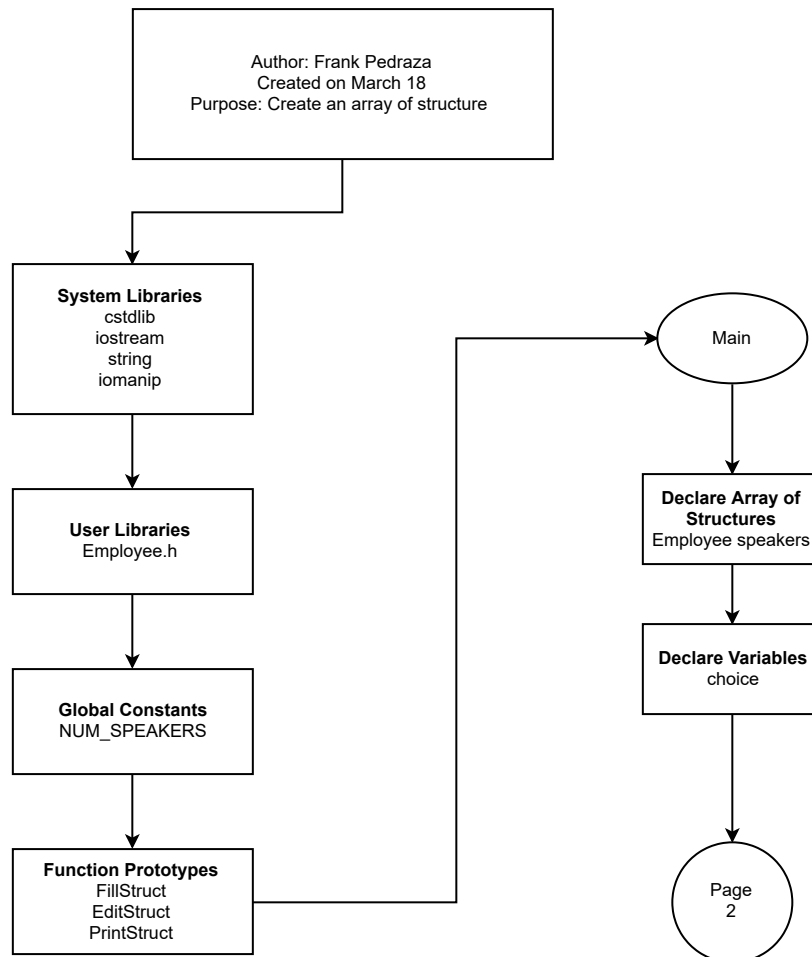 Author: Frank Pedraza
Created on March 18
Purpose: Create an array of structure
System Libraries
cstdlib
iostream
string
iomanip
User Libraries
Employee.h
Global Constants
NUM_SPEAKERS
Function Prototypes
FillStruct
EditStruct
PrintStruct
Main
Declare Array of
Structures
Employee speakers
Declare Variables
choice
Page
2